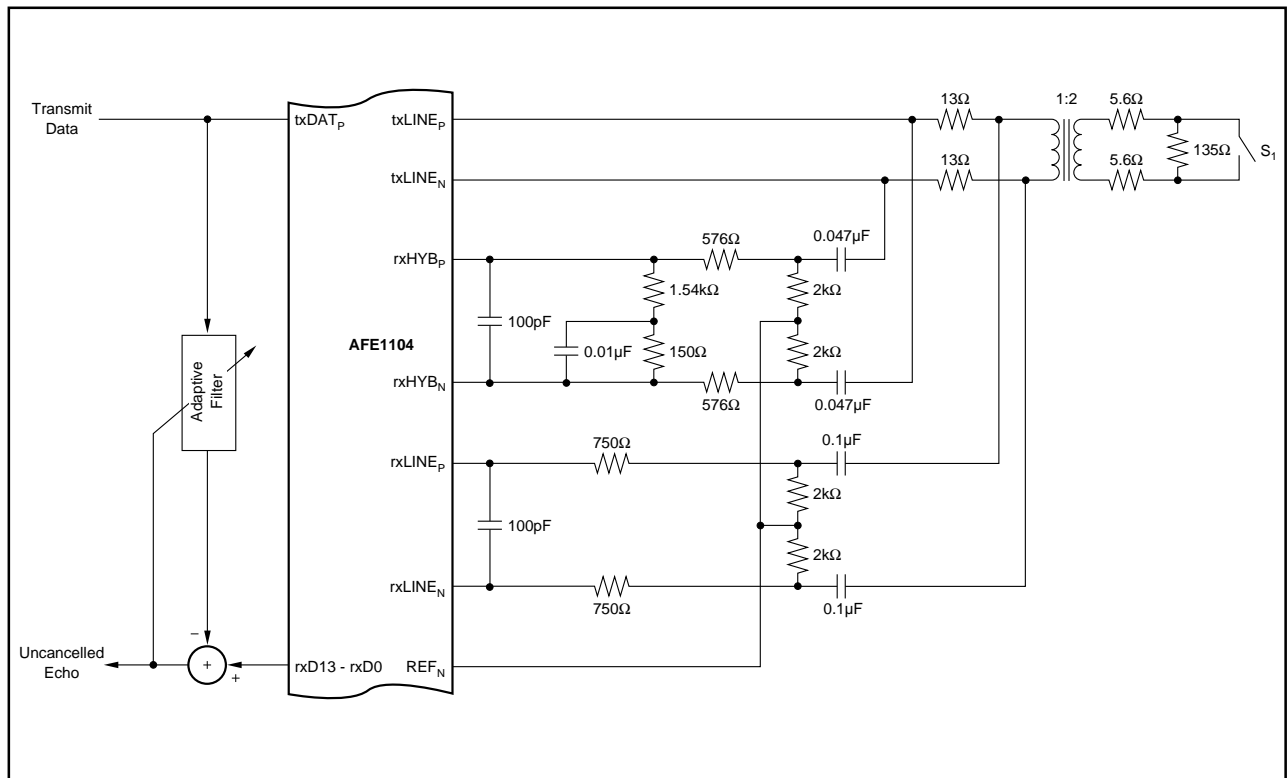 Transmit
Data
txDATP
txLINEP
13Ω
1:2
5.6Ω
135Ω
S1
txLINEN
13Ω
5.6Ω
rxHYBP
576Ω
0.047µF
1.54kΩ
2kΩ
100pF
AFE1104
0.01µF
150Ω
2kΩ
rxHYBN
576Ω
0.047µF
Adaptive
Filter
rxLINEP
750Ω
0.1µF
2kΩ
100pF
2kΩ
rxLINEN
750Ω
0.1µF
–
Uncancelled
Echo
+
+
rxD13 - rxD0
REFN